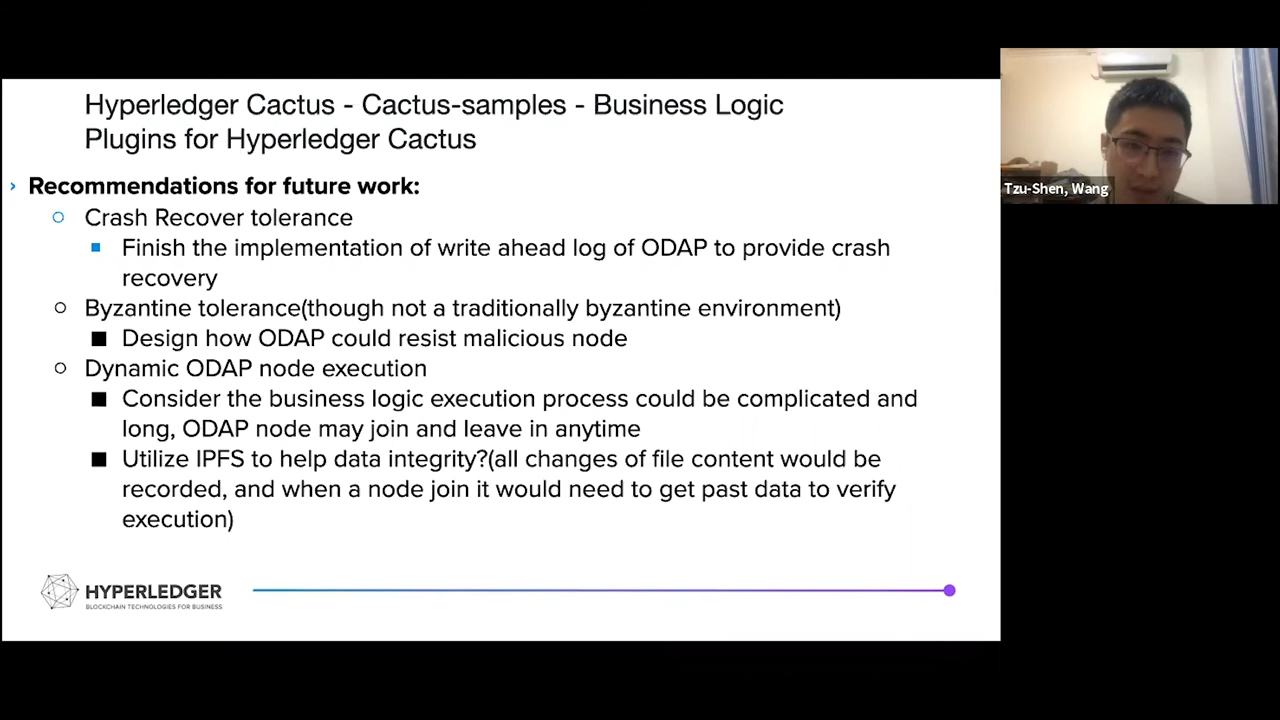 Hyperledger Cactus - Cactus-samples - Business Logic
Plugins for Hyperledger Cactus
Recommendations for future work:
Crash Recover tolerance
Finish the implementation of write ahead log of ODAP to provide crash
recovery
Byzantine tolerance(though not a traditionally byzantine environment)
Design how ODAP could resist malicious node
Dynamic ODAP node execution
Consider the business logic execution process could be complicated and
long, ODAP node may join and leave in anytime
Utilize IPFS to help data integrity?(all changes of file content would be
recorded, and when a node join it would need to get past data to verify
execution)
HYPERLEDGER
BLOCKCHAIN TECHNOLOGIES FOR BUSINESS
Tzu-Shen, Wang